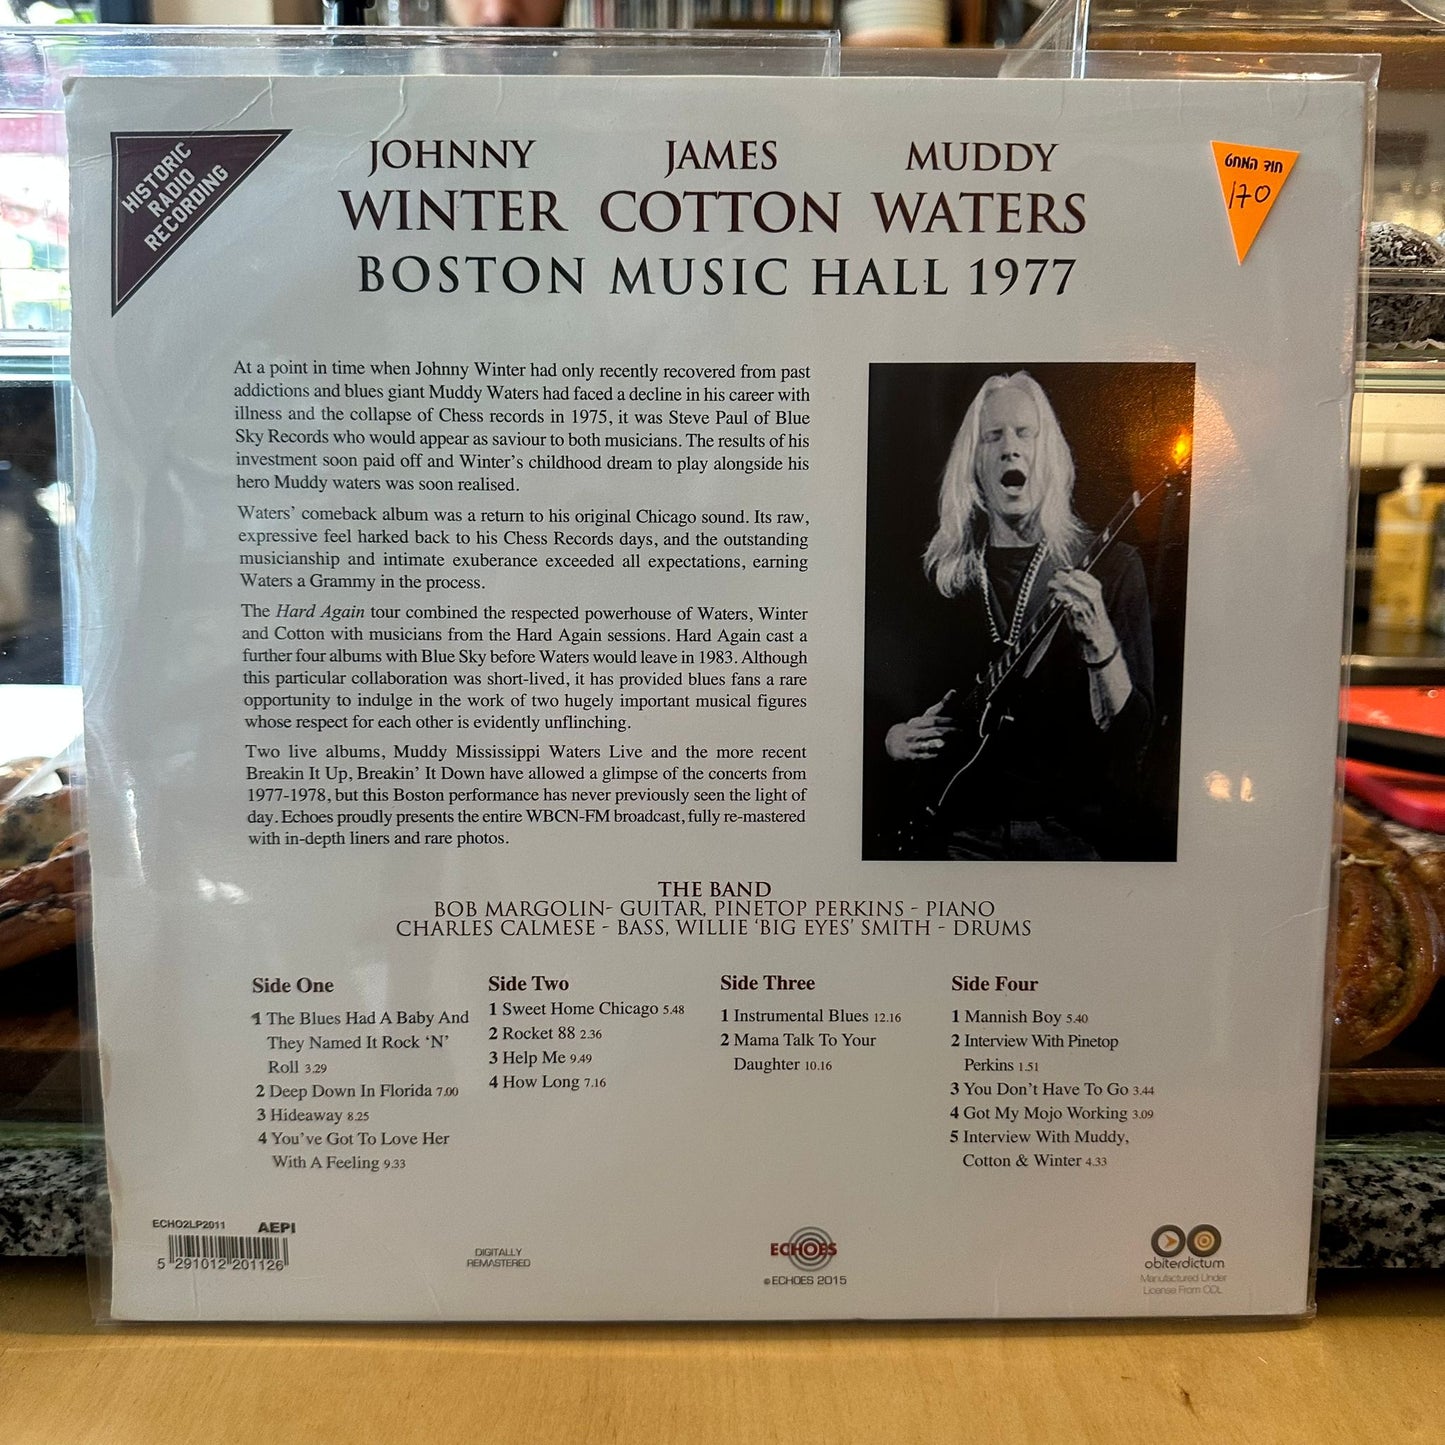 HISTORIC
RADIO
RECORDING
JOHNNY JAMES MUDDY
WINTER COTTON WATERS
BOSTON MUSIC HALL 1977
חוד המחט
170
At a point in time when Johnny Winter had only recently recovered from past
addictions and blues giant Muddy Waters had faced a decline in his career with
illness and the collapse of Chess records in 1975, it was Steve Paul of Blue
Sky Records who would appear as saviour to both musicians. The results of his
investment soon paid off and Winter's childhood dream to play alongside his
hero Muddy waters was soon realised.
Waters' comeback album was a return to his original Chicago sound. Its raw,
expressive feel harked back to his Chess Records days, and the outstanding
musicianship and intimate exuberance exceeded all expectations, earning
Waters a Grammy in the process.
The Hard Again tour combined the respected powerhouse of Waters, Winter
and Cotton with musicians from the Hard Again sessions. Hard Again cast a
further four albums with Blue Sky before Waters would leave in 1983. Although
this particular collaboration was short-lived, it has provided blues fans a rare
opportunity to indulge in the work of two hugely important musical figures
whose respect for each other is evidently unflinching.
Two live albums, Muddy Mississippi Waters Live and the more recent
Breakin It Up, Breakin' It Down have allowed a glimpse of the concerts from
1977-1978, but this Boston performance has never previously seen the light of
day. Echoes proudly presents the entire WBCN-FM broadcast, fully re-mastered
with in-depth liners and rare photos.
THE BAND
BOB MARGOLIN- GUITAR, PINETOP PERKINS - PIANO
CHARLES CALMESE - BASS, WILLIE 'BIG EYES' SMITH - DRUMS
Side One
1 The Blues Had A Baby And
They Named It Rock 'N'
Roll 3.29
2 Deep Down In Florida 7.00
3 Hideaway 8.25
4 You've Got To Love Her
With A Feeling 9.33
Side Two
1 Sweet Home Chicago 5.48
2 Rocket 88 2.36
3 Help Me 9.49
4 How Long 7.16
Side Three
1 Instrumental Blues 12.16
2 Mama Talk To Your
Daughter 10.16
Side Four
1 Mannish Boy 5.40
2 Interview With Pinetop
Perkins 1.51
3 You Don't Have To Go 3.44
4 Got My Mojo Working 3.09
5 Interview With Muddy,
Cotton & Winter 4.33
ECHO2LP2011 AEPI
5 291012 201126
DIGITALLY
REMASTERED
ECHOES
© ECHOES 2015
obiterdictum
Manufactured Under
License From ODL